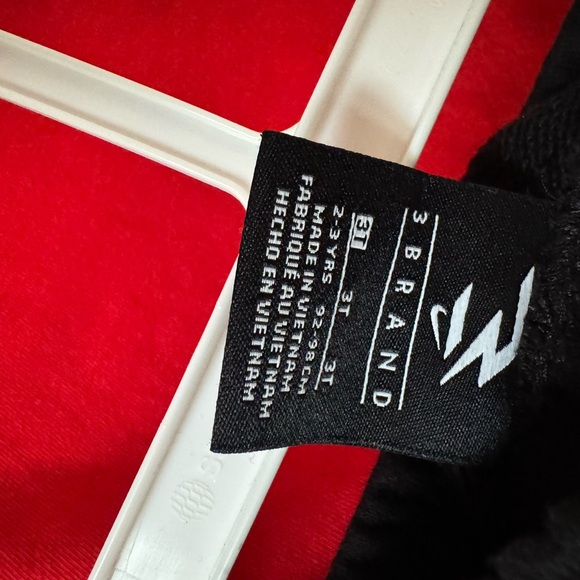 3 BRAND
3T 3T 3T
2-3 YRS 92-98 CM
MADE IN VIETNAM
FABRIQUÉ AU VIETNAM
HECHO EN VIETNAM